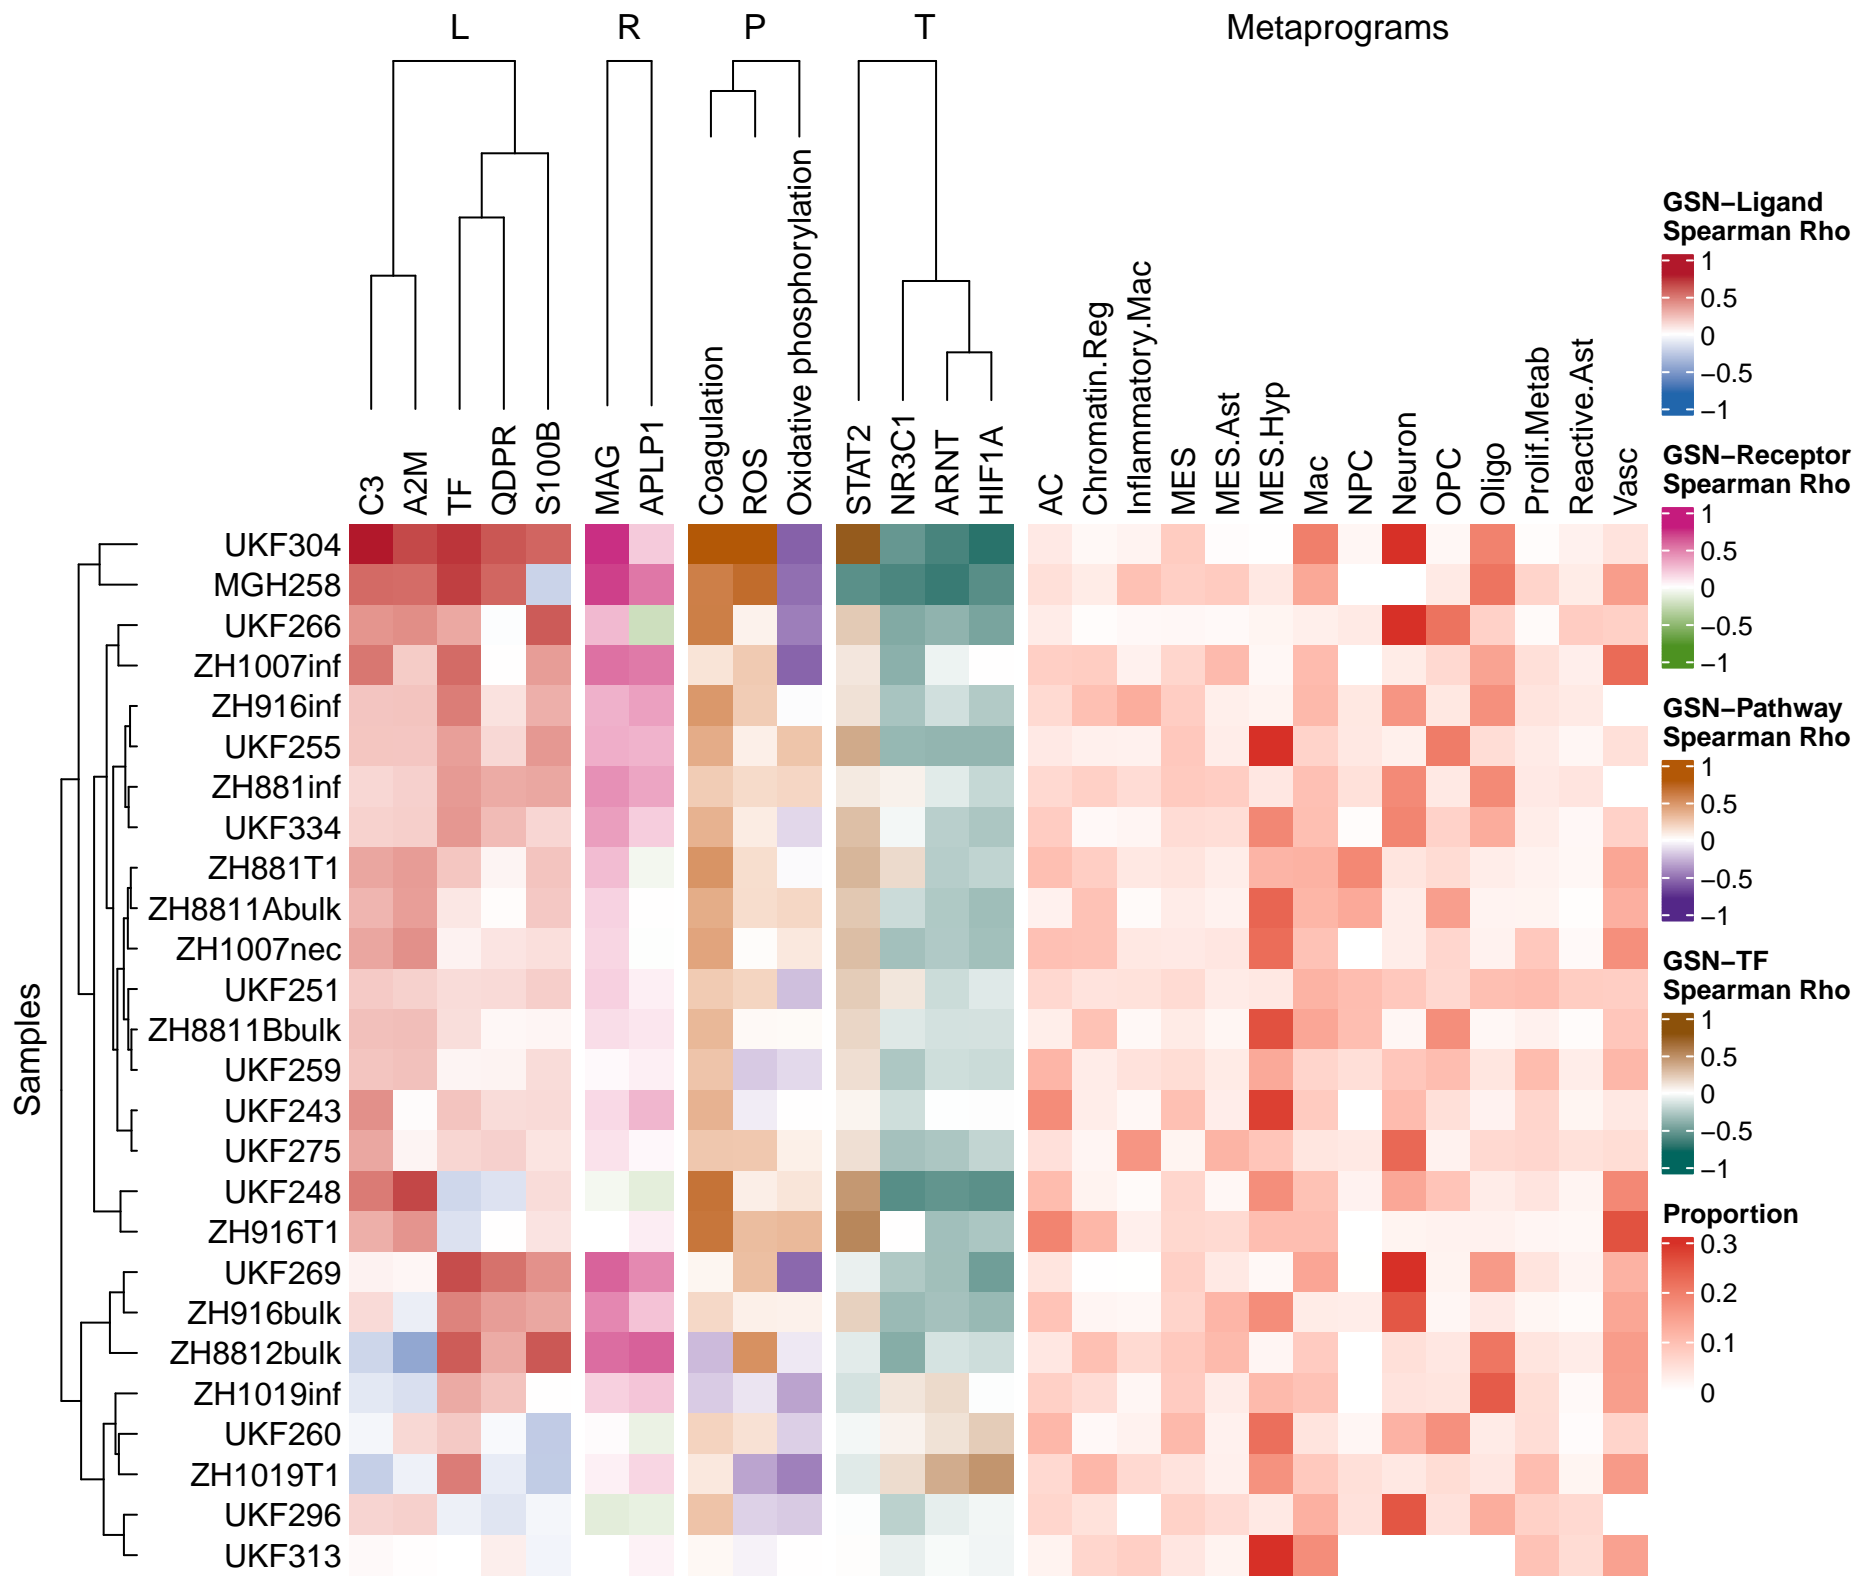 L R P T Metaprograms
C3 A2M TF QDPR S100B MAG APLP1 Coagulation ROS Oxidative phosphorylation STAT2 NR3C1 ARNT HIF1A AC Chromatin.Reg Inflammatory.Mac MES MES.Ast MES.Hyp Mac NPC Neuron OPC Oligo Prolif.Metab Reactive.Ast Vasc
Samples
UKF304
MGH258
UKF266
ZH1007inf
ZH916inf
UKF255
ZH881inf
UKF334
ZH881T1
ZH8811Abulk
ZH1007nec
UKF251
ZH8811Bbulk
UKF259
UKF243
UKF275
UKF248
ZH916T1
UKF269
ZH916bulk
ZH8812bulk
ZH1019inf
UKF260
ZH1019T1
UKF296
UKF313
GSN−Ligand
Spearman Rho
1
0.5
0
−0.5
−1
GSN−Receptor
Spearman Rho
1
0.5
0
−0.5
−1
GSN−Pathway
Spearman Rho
1
0.5
0
−0.5
−1
GSN−TF
Spearman Rho
1
0.5
0
−0.5
−1
Proportion
0.3
0.2
0.1
0